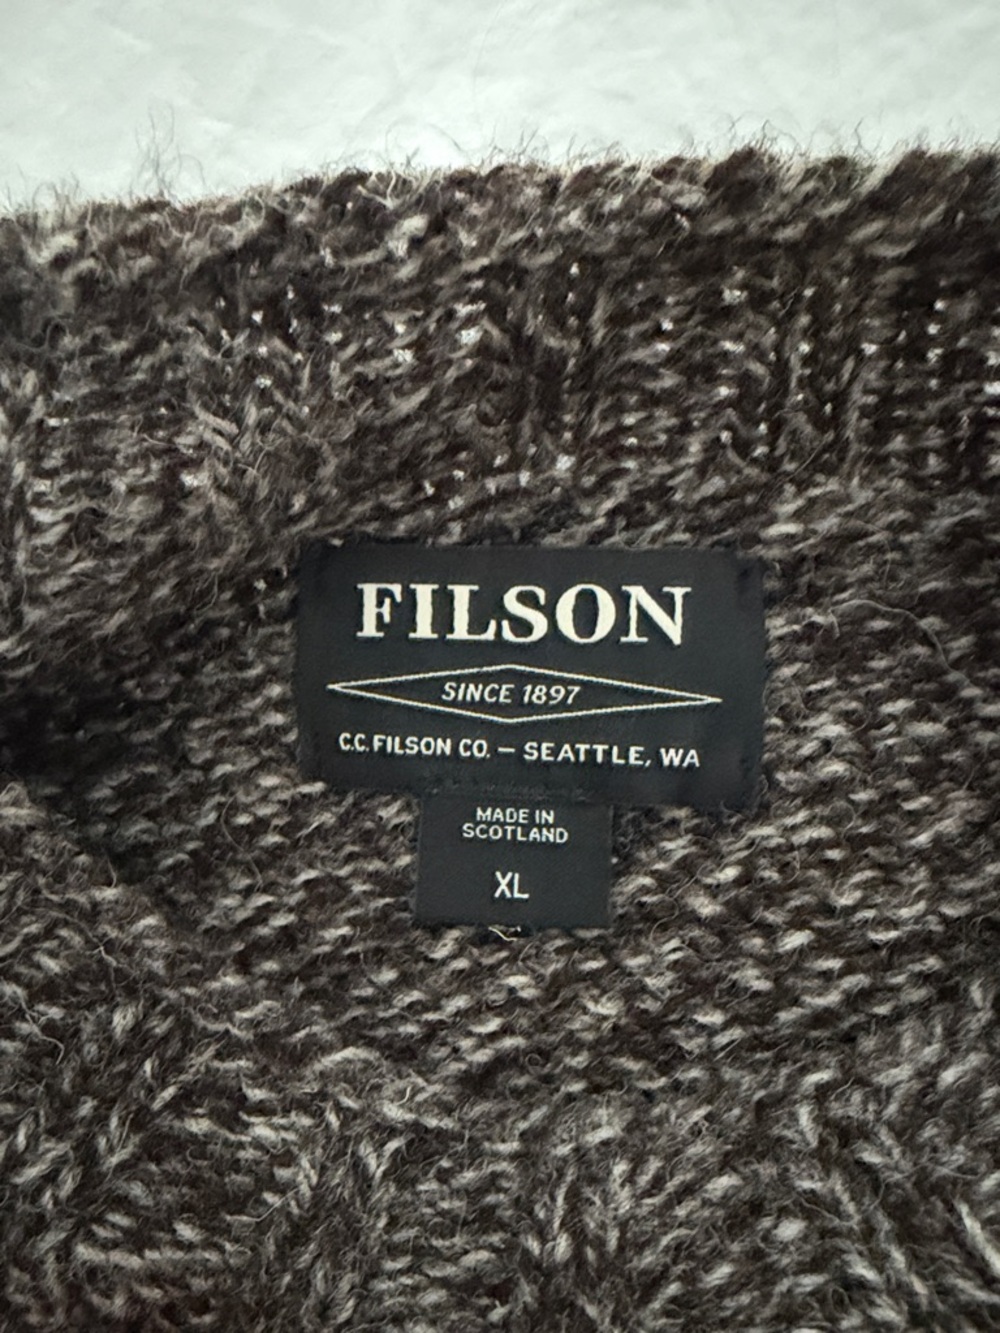 FILSON
SINCE 1897
C.C. FILSON CO. – SEATTLE, WA
MADE IN
SCOTLAND
XL